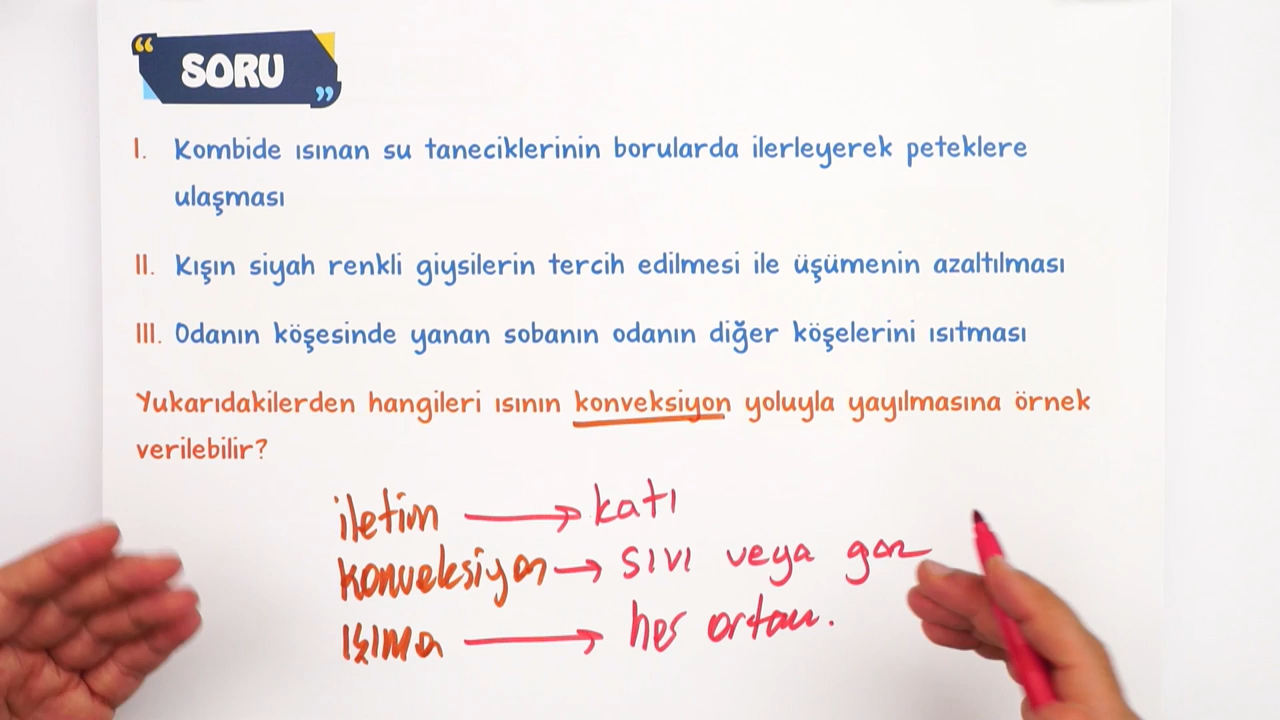 “ SORU ”
I. Kombide ısınan su taneciklerinin borularda ilerleyerek peteklere
ulaşması
II. Kışın siyah renkli giysilerin tercih edilmesi ile üşümenin azaltılması
III. Odanın köşesinde yanan sobanın odanın diğer köşelerini ısıtması
Yukarıdakilerden hangileri ısının konveksiyon yoluyla yayılmasına örnek
verilebilir?
iletim → katı
konveksiyon → sıvı veya gaz
ışıma → her ortam.